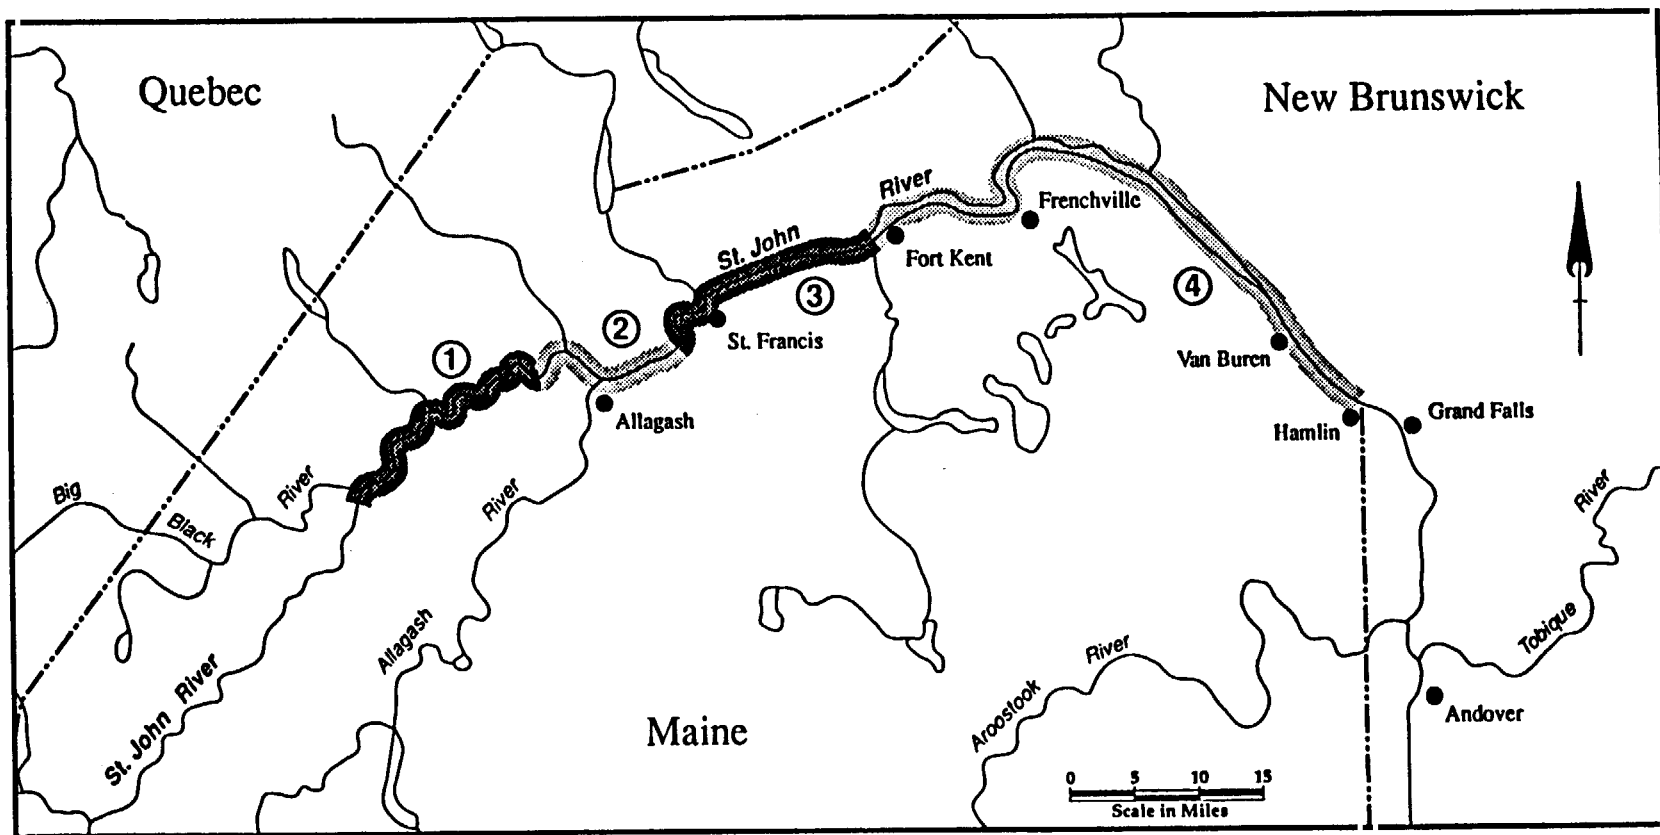 Quebec
New Brunswick
River
St. John
Frenchville
Fort Kent
④
③
②
St. Francis
①
Van Buren
Allagash
Grand Falls
Hamlin
River
River
River
Big
Black
Allagash
River
Tobique
River
St. John
Aroostook
Maine
Andover
0 5 10 15
Scale in Miles